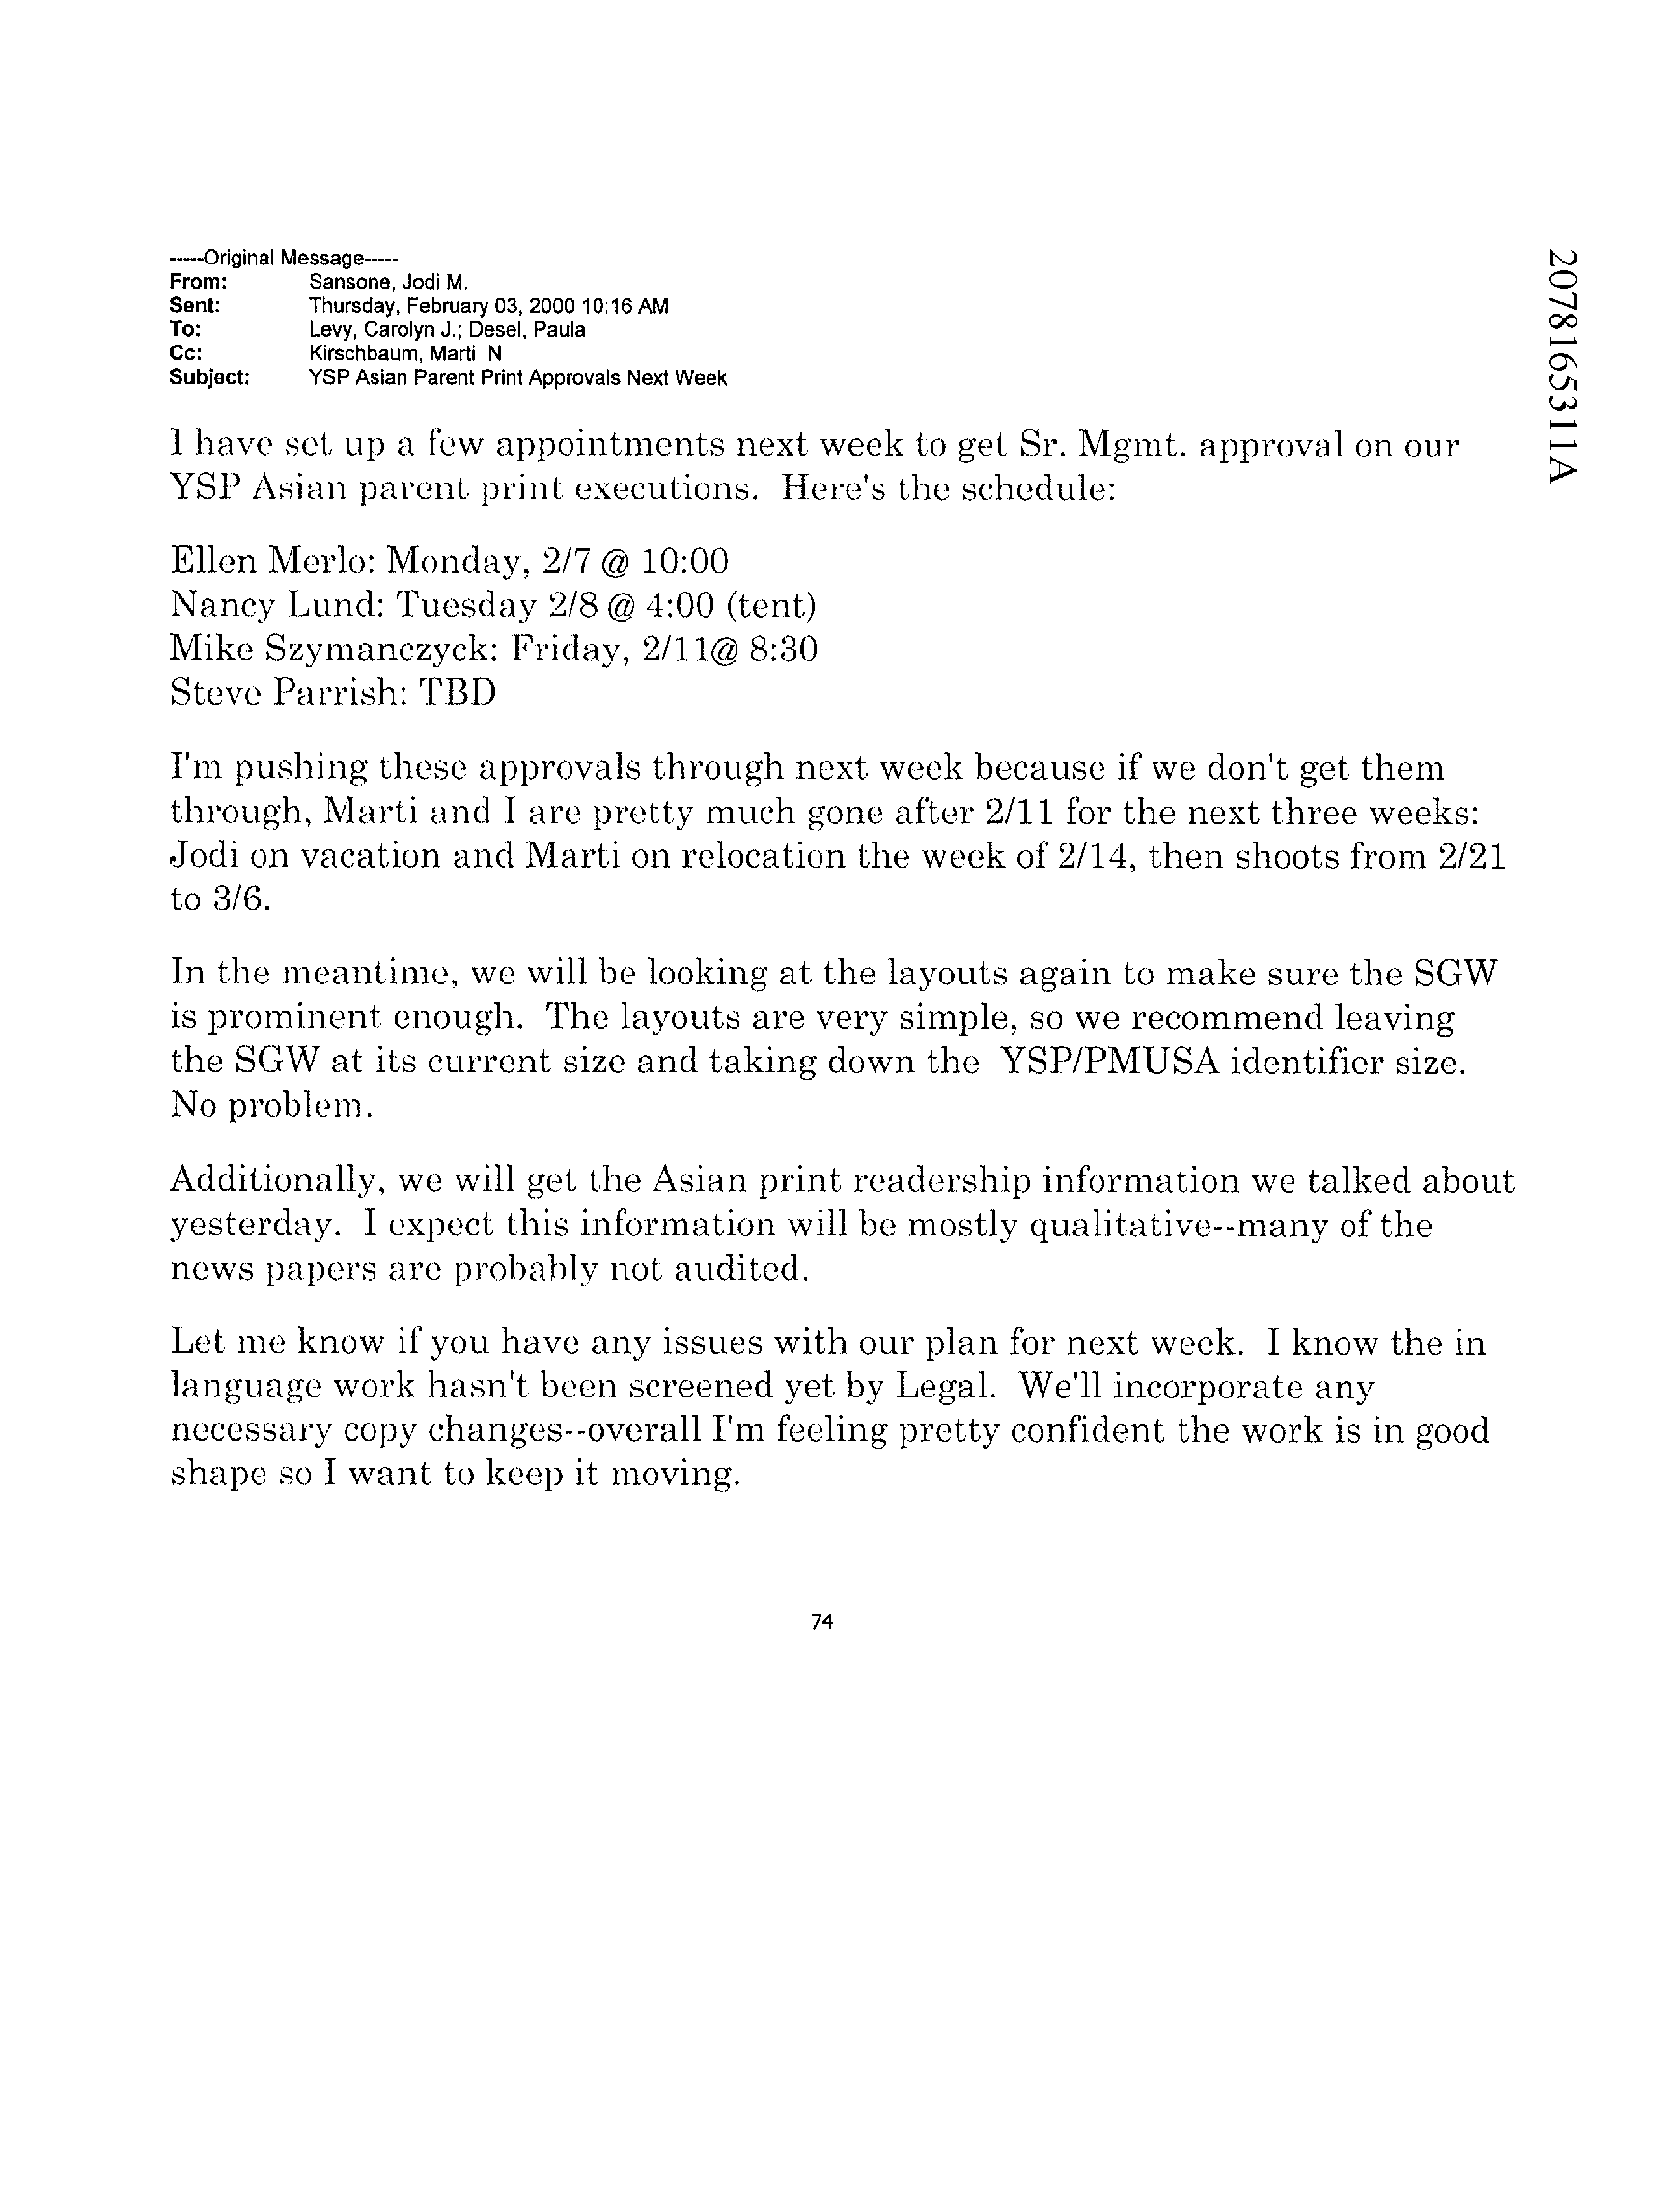 -----Original Message-----
From: Sansone, Jodi M.
Sent: Thursday, February 03, 2000 10:16 AM
To: Levy, Carolyn J.; Desel, Paula
Cc: Kirschbaum, Marti N
Subject: YSP Asian Parent Print Approvals Next Week
2078165311A
I have set up a few appointments next week to get Sr. Mgmt. approval on our
YSP Asian parent print executions. Here's the schedule:
Ellen Merlo: Monday, 2/7 @ 10:00
Nancy Lund: Tuesday 2/8 @ 4:00 (tent)
Mike Szymanczyck: Friday, 2/11@ 8:30
Steve Parrish: TBD
I'm pushing these approvals through next week because if we don't get them
through, Marti and I are pretty much gone after 2/11 for the next three weeks:
Jodi on vacation and Marti on relocation the week of 2/14, then shoots from 2/21
to 3/6.
In the meantime, we will be looking at the layouts again to make sure the SGW
is prominent enough. The layouts are very simple, so we recommend leaving
the SGW at its current size and taking down the YSP/PMUSA identifier size.
No problem.
Additionally, we will get the Asian print readership information we talked about
yesterday. I expect this information will be mostly qualitative--many of the
news papers are probably not audited.
Let me know if you have any issues with our plan for next week. I know the in
language work hasn't been screened yet by Legal. We'll incorporate any
necessary copy changes--overall I'm feeling pretty confident the work is in good
shape so I want to keep it moving.
74